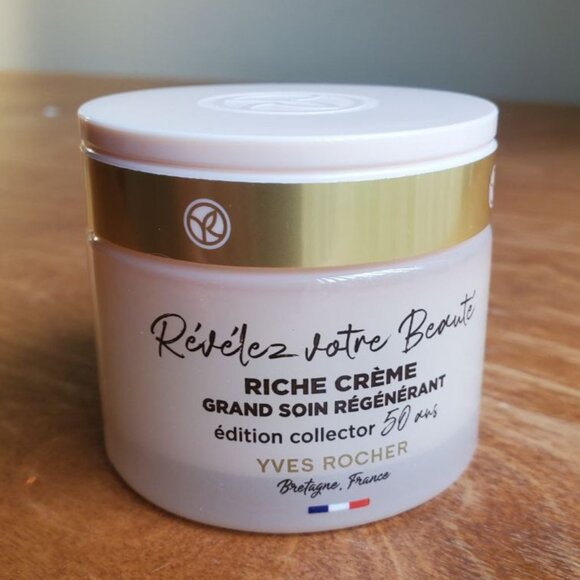 Révélez votre Beauté
RICHE CRÈME
GRAND SOIN RÉGÉNÉRANT
édition collector 50 ans
YVES ROCHER
Bretagne, France